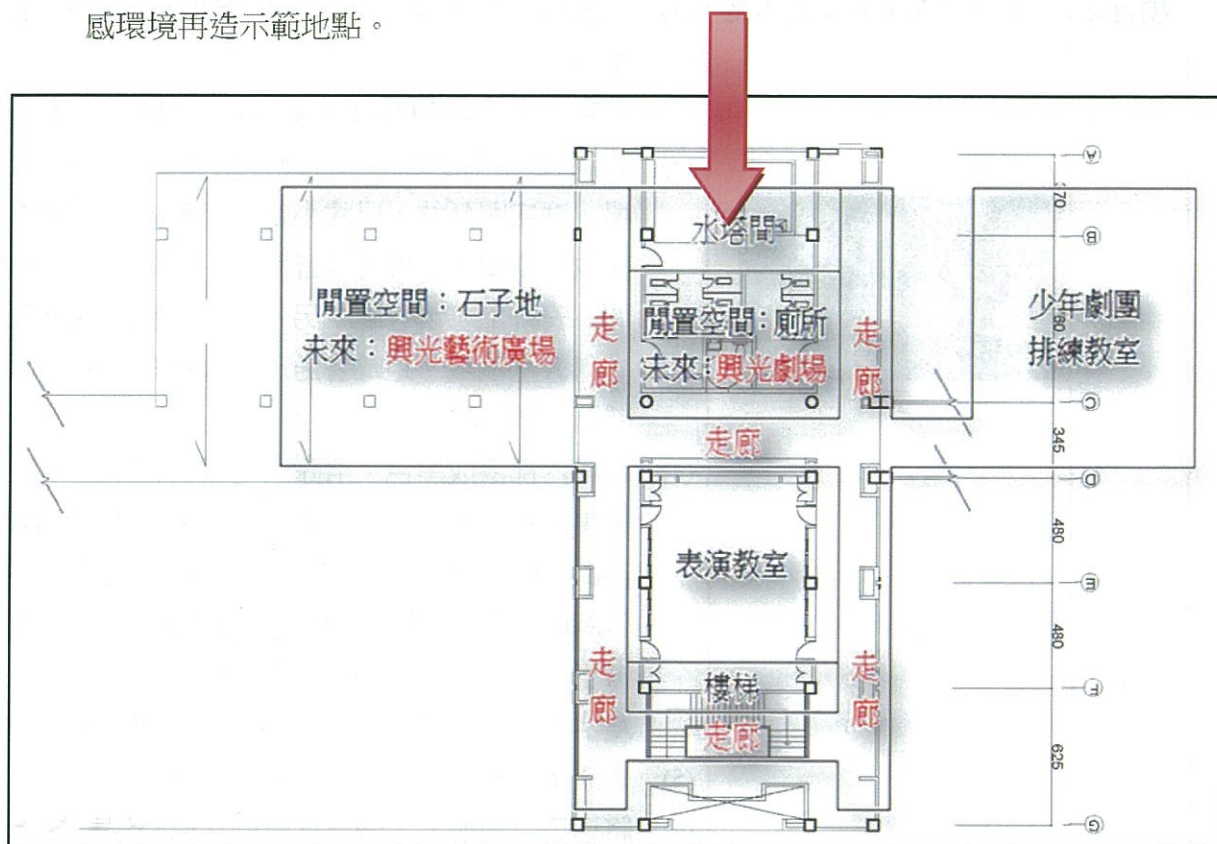 感環境再造示範地點。
水塔間
閒置空間：石子地
未來：興光藝術廣場
走廊
閒置空間：廁所
未來：興光劇場
走廊
少年劇團
排練教室
走廊
表演教室
走廊
樓梯
走廊
走廊
A
B
C
D
E
F
G
345
480
480
625